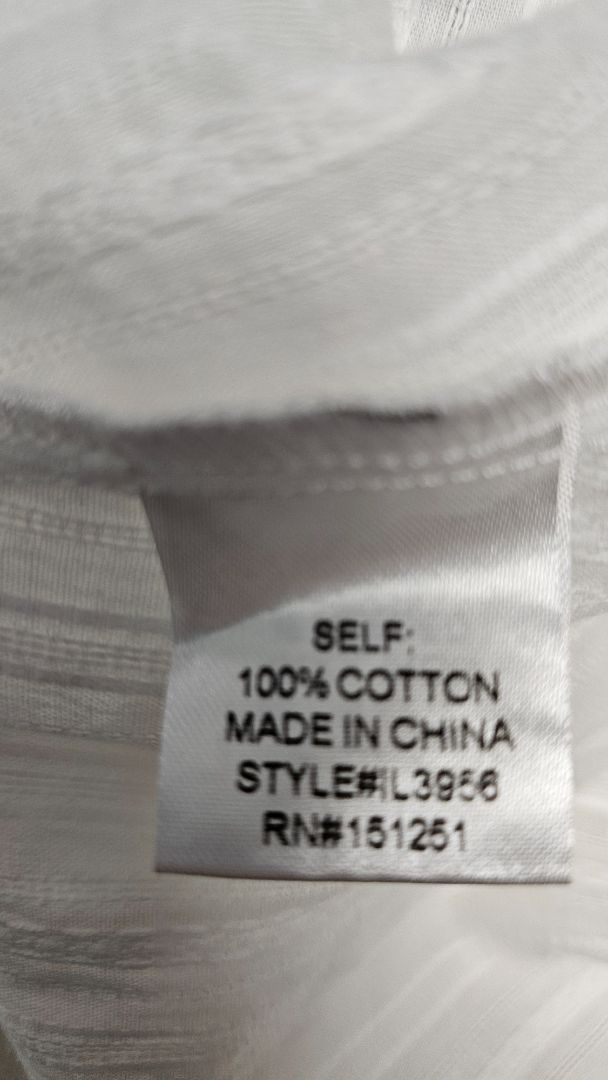 SELF:
100% COTTON
MADE IN CHINA
STYLE#IL3956
RN#151251